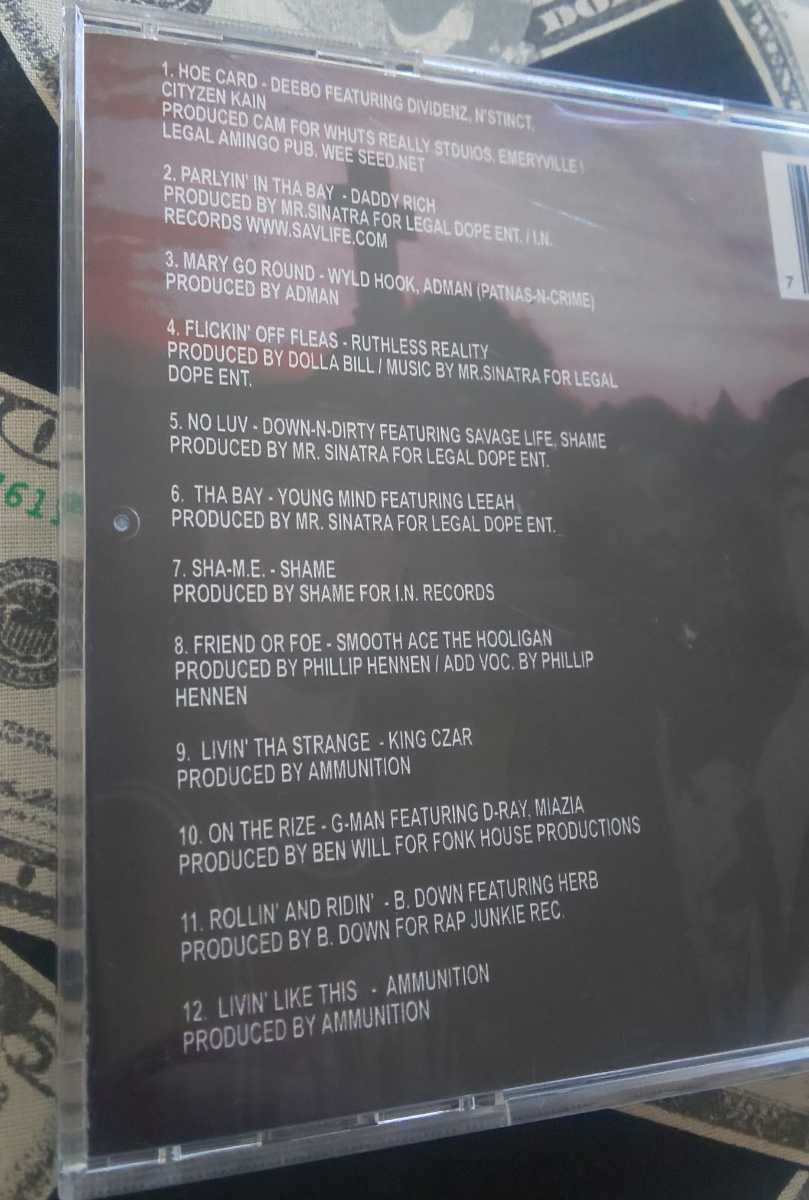 1. HOE CARD - DEEBO FEATURING DIVIDENZ, N'STINCT,
CITYZEN KAIN
PRODUCED CAM FOR WHUTS REALLY STDUIOS, EMERYVILLE !
LEGAL AMINGO PUB. WEE SEED.NET
2. PARLYIN' IN THA BAY - DADDY RICH
PRODUCED BY MR.SINATRA FOR LEGAL DOPE ENT. / I.N.
RECORDS WWW.SAVLIFE.COM
3. MARY GO ROUND - WYLD HOOK, ADMAN (PATNAS-N-CRIME)
PRODUCED BY ADMAN
4. FLICKIN' OFF FLEAS - RUTHLESS REALITY
PRODUCED BY DOLLA BILL / MUSIC BY MR.SINATRA FOR LEGAL
DOPE ENT.
5. NO LUV - DOWN-N-DIRTY FEATURING SAVAGE LIFE, SHAME
PRODUCED BY MR. SINATRA FOR LEGAL DOPE ENT.
6. THA BAY - YOUNG MIND FEATURING LEEAH
PRODUCED BY MR. SINATRA FOR LEGAL DOPE ENT.
7. SHA-M.E. - SHAME
PRODUCED BY SHAME FOR I.N. RECORDS
8. FRIEND OR FOE - SMOOTH ACE THE HOOLIGAN
PRODUCED BY PHILLIP HENNEN / ADD VOC. BY PHILLIP
HENNEN
9. LIVIN' THA STRANGE - KING CZAR
PRODUCED BY AMMUNITION
10. ON THE RIZE - G-MAN FEATURING D-RAY, MIAZIA
PRODUCED BY BEN WILL FOR FONK HOUSE PRODUCTIONS
11. ROLLIN' AND RIDIN' - B. DOWN FEATURING HERB
PRODUCED BY B. DOWN FOR RAP JUNKIE REC.
12. LIVIN' LIKE THIS - AMMUNITION
PRODUCED BY AMMUNITION
7